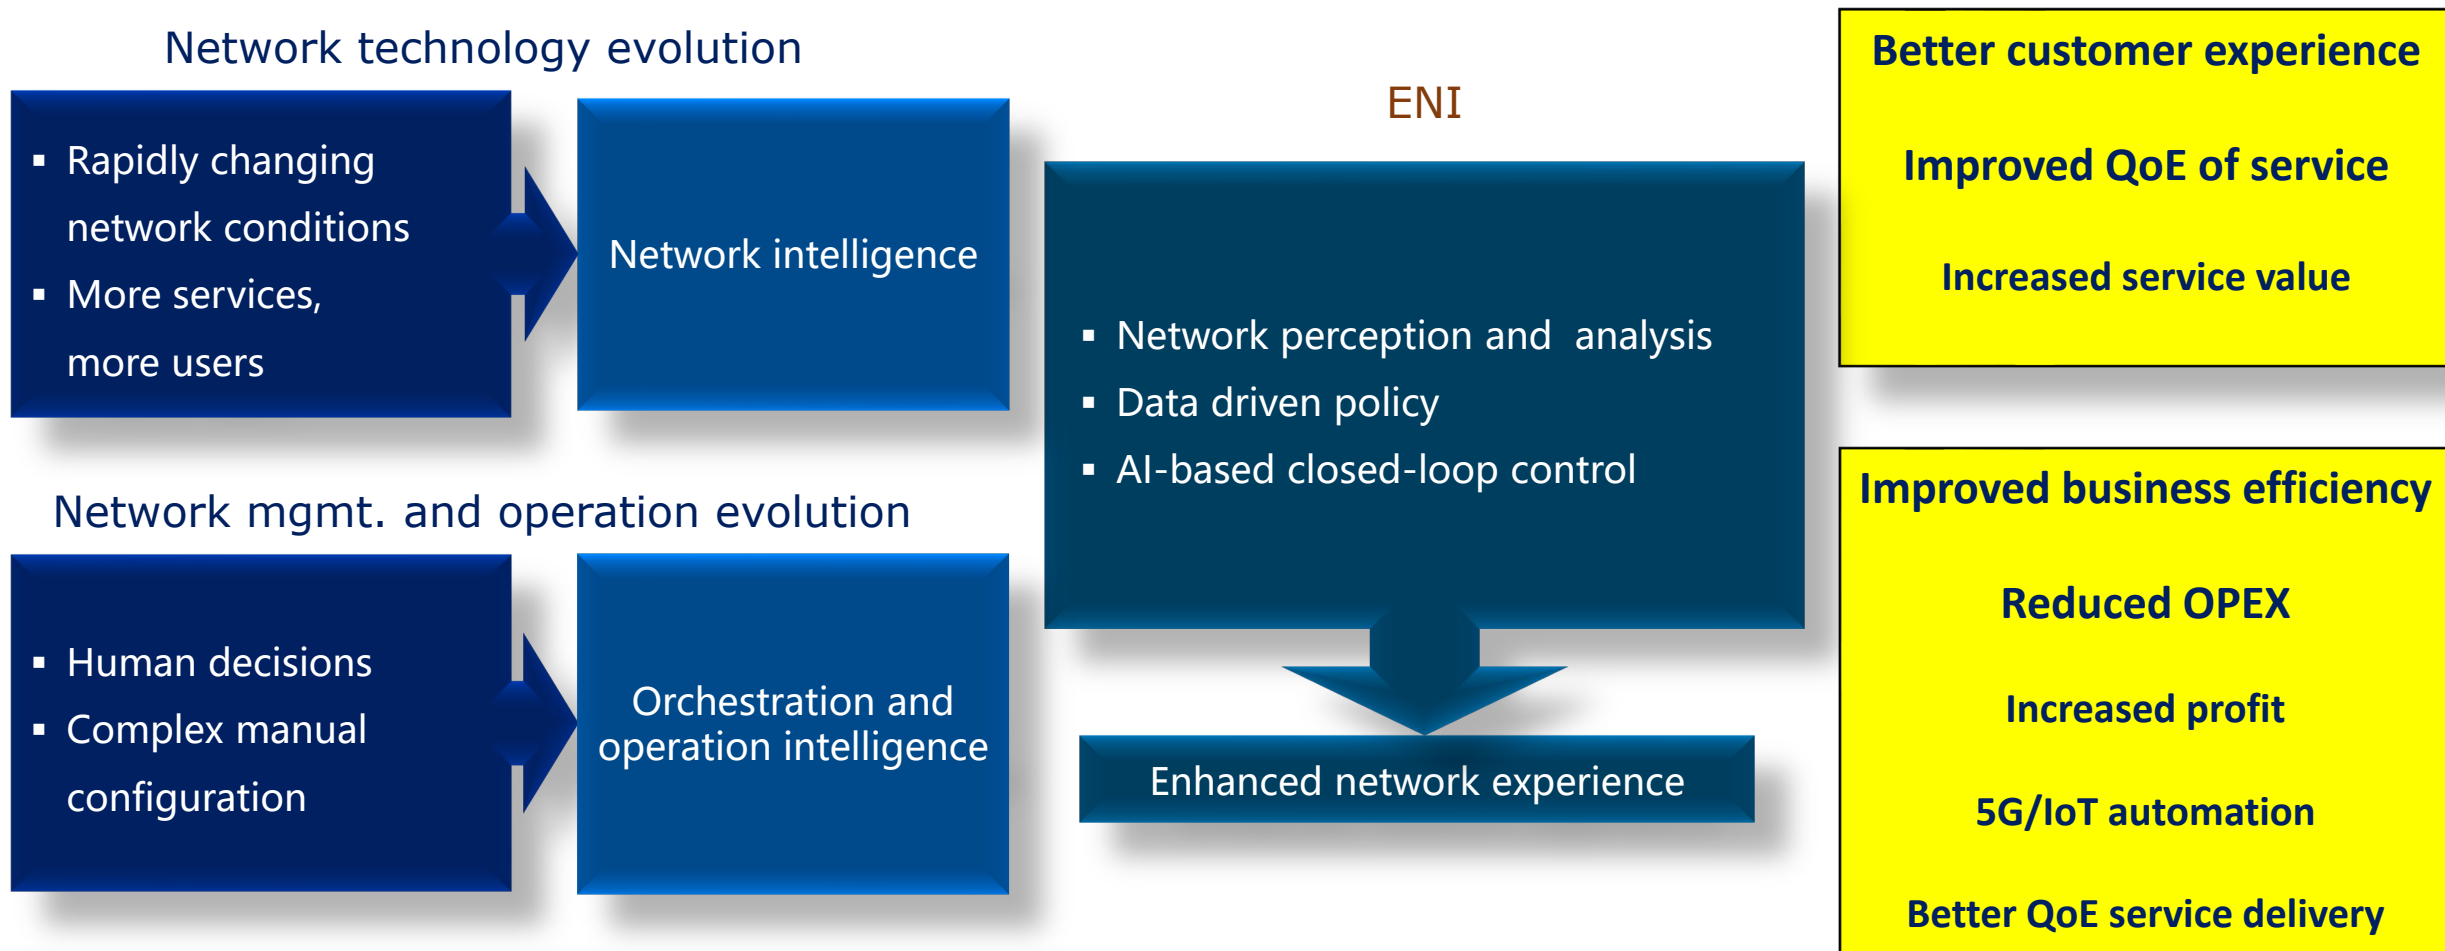 Network technology evolution
▪ Rapidly changing
network conditions
▪ More services,
more users
Network intelligence
Network mgmt. and operation evolution
▪ Human decisions
▪ Complex manual
configuration
Orchestration and
operation intelligence
ENI
▪ Network perception and analysis
▪ Data driven policy
▪ AI-based closed-loop control
Enhanced network experience
Better customer experience
Improved QoE of service
Increased service value
Improved business efficiency
Reduced OPEX
Increased profit
5G/IoT automation
Better QoE service delivery